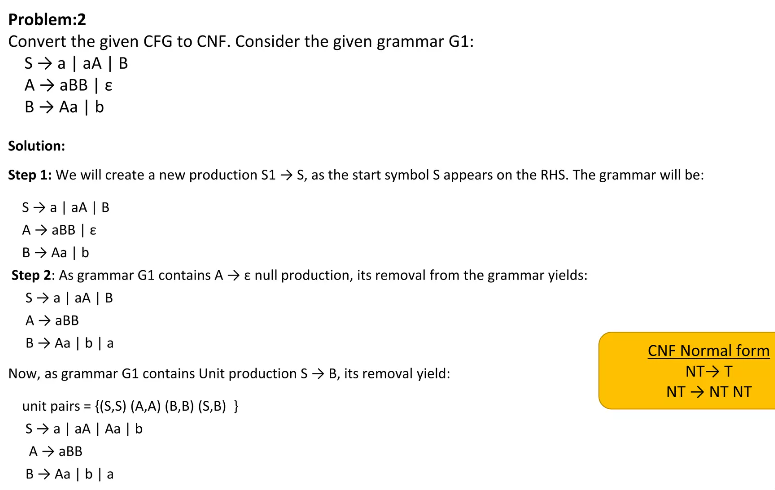 Problem:2
Convert the given CFG to CNF. Consider the given grammar G1:
S → a | aA | B
A → aBB | ε
B → Aa | b
Solution:
Step 1: We will create a new production S1 → S, as the start symbol S appears on the RHS. The grammar will be:
S → a | aA | B
A → aBB | ε
B → Aa | b
Step 2: As grammar G1 contains A → ε null production, its removal from the grammar yields:
S → a | aA | B
A → aBB
B → Aa | b | a
Now, as grammar G1 contains Unit production S → B, its removal yield:
unit pairs = {(S,S) (A,A) (B,B) (S,B) }
S → a | aA | Aa | b
A → aBB
B → Aa | b | a
CNF Normal form
NT→ T
NT → NT NT